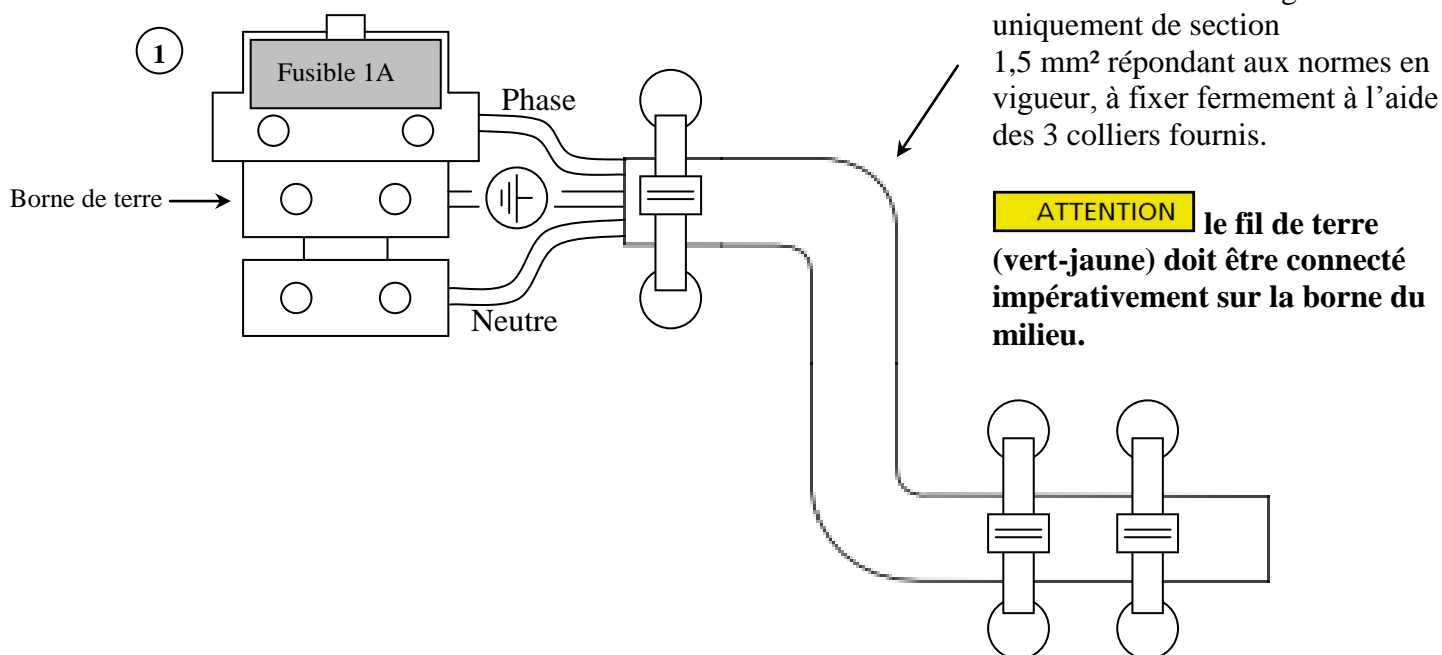 uniquement de section
1,5 mm² répondant aux normes en
vigueur, à fixer fermement à l’aide
des 3 colliers fournis.
1
Fusible 1A
Phase
Borne de terre
ATTENTION le fil de terre
(vert-jaune) doit être connecté
impérativement sur la borne du
milieu.
Neutre